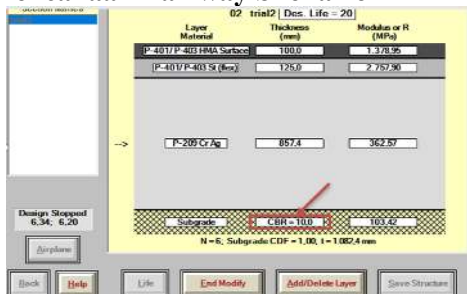 02 trial2 Des. Life = 20
Layer Material Thickness (mm) Modulus or R (MPa)
P-401/ P-403 HMA Surface 100,0 1.378,95
P-401/ P-403 St (flex) 125,0 2 757,90
--> P-209 Cr Ag 857,4 362,57
Design Stopped
6,34; 6,20
Subgrade CBR = 10,0 103,42
N = 6; Subgrade CDF = 1,00; t = 1.082,4 mm
Airplane
Back Help Life End Modify Add/Delete Layer Save Structure